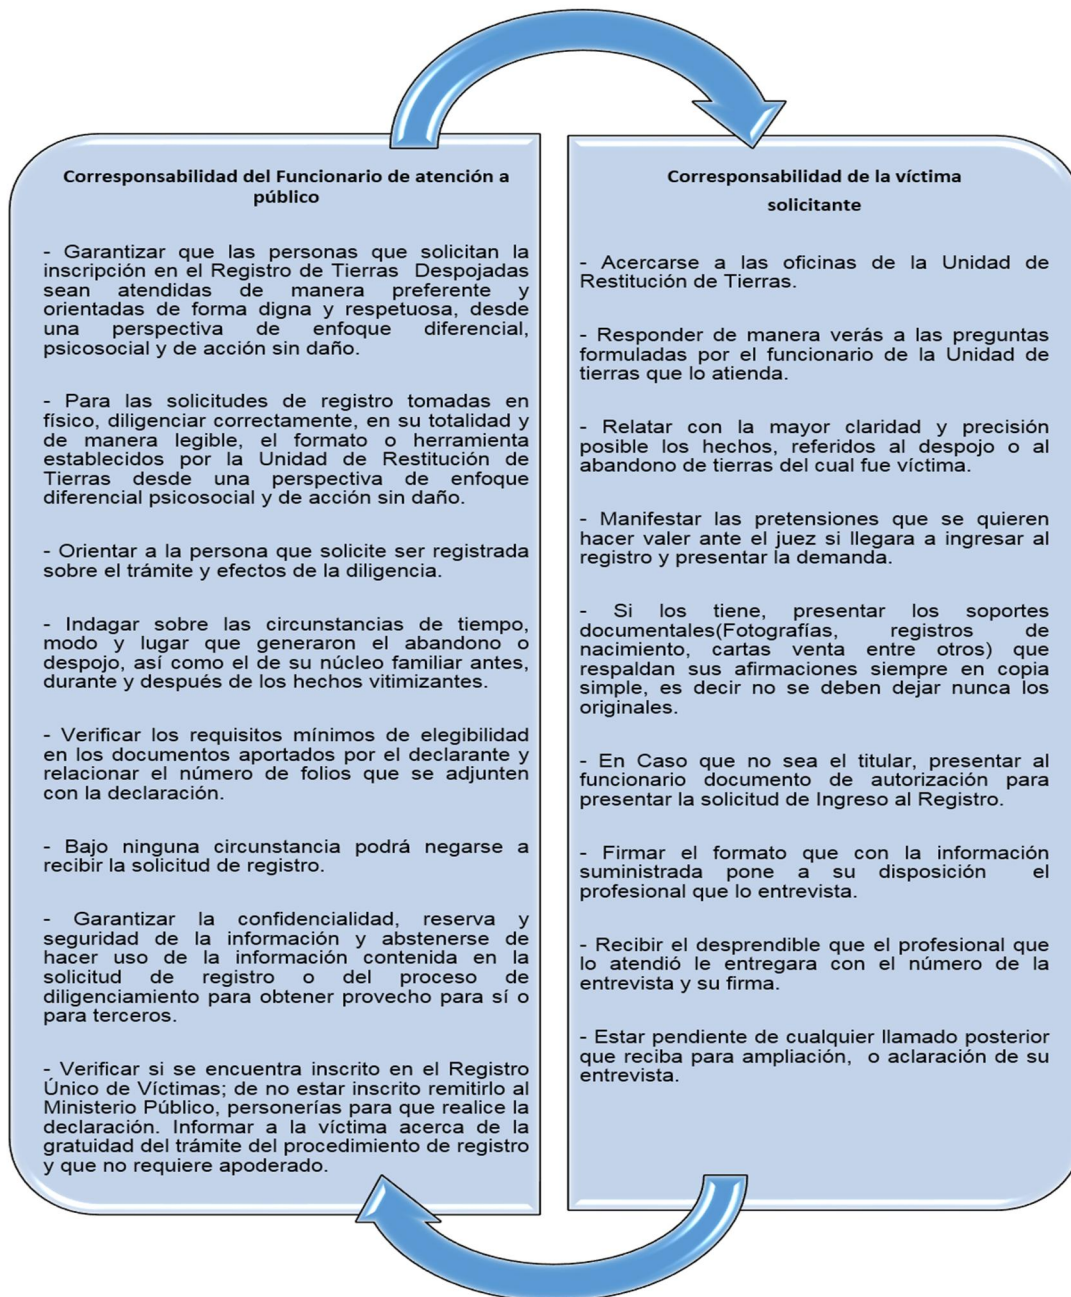 Corresponsabilidad del Funcionario de atención a
público
- Garantizar que las personas que solicitan la
inscripción en el Registro de Tierras Despojadas
sean atendidas de manera preferente y
orientadas de forma digna y respetuosa, desde
una perspectiva de enfoque diferencial,
psicosocial y de acción sin daño.
- Para las solicitudes de registro tomadas en
físico, diligenciar correctamente, en su totalidad y
de manera legible, el formato o herramienta
establecidos por la Unidad de Restitución de
Tierras desde una perspectiva de enfoque
diferencial psicosocial y de acción sin daño.
- Orientar a la persona que solicite ser registrada
sobre el trámite y efectos de la diligencia.
- Indagar sobre las circunstancias de tiempo,
modo y lugar que generaron el abandono o
despojo, así como el de su núcleo familiar antes,
durante y después de los hechos vitimizantes.
- Verificar los requisitos mínimos de elegibilidad
en los documentos aportados por el declarante y
relacionar el número de folios que se adjunten
con la declaración.
- Bajo ninguna circunstancia podrá negarse a
recibir la solicitud de registro.
- Garantizar la confidencialidad, reserva y
seguridad de la información y abstenerse de
hacer uso de la información contenida en la
solicitud de registro o del proceso de
diligenciamiento para obtener provecho para sí o
para terceros.
- Verificar si se encuentra inscrito en el Registro
Único de Víctimas; de no estar inscrito remitirlo al
Ministerio Público, personerías para que realice la
declaración. Informar a la víctima acerca de la
gratuidad del trámite del procedimiento de registro
y que no requiere apoderado.
Corresponsabilidad de la víctima
solicitante
- Acercarse a las oficinas de la Unidad de
Restitución de Tierras.
- Responder de manera verás a las preguntas
formuladas por el funcionario de la Unidad de
tierras que lo atienda.
- Relatar con la mayor claridad y precisión
posible los hechos, referidos al despojo o al
abandono de tierras del cual fue víctima.
- Manifestar las pretensiones que se quieren
hacer valer ante el juez si llegara a ingresar al
registro y presentar la demanda.
- Si los tiene, presentar los soportes
documentales(Fotografías, registros de
nacimiento, cartas venta entre otros) que
respaldan sus afirmaciones siempre en copia
simple, es decir no se deben dejar nunca los
originales.
- En Caso que no sea el titular, presentar al
funcionario documento de autorización para
presentar la solicitud de Ingreso al Registro.
- Firmar el formato que con la información
suministrada pone a su disposición el
profesional que lo entrevista.
- Recibir el desprendible que el profesional que
lo atendió le entregara con el número de la
entrevista y su firma.
- Estar pendiente de cualquier llamado posterior
que reciba para ampliación, o aclaración de su
entrevista.